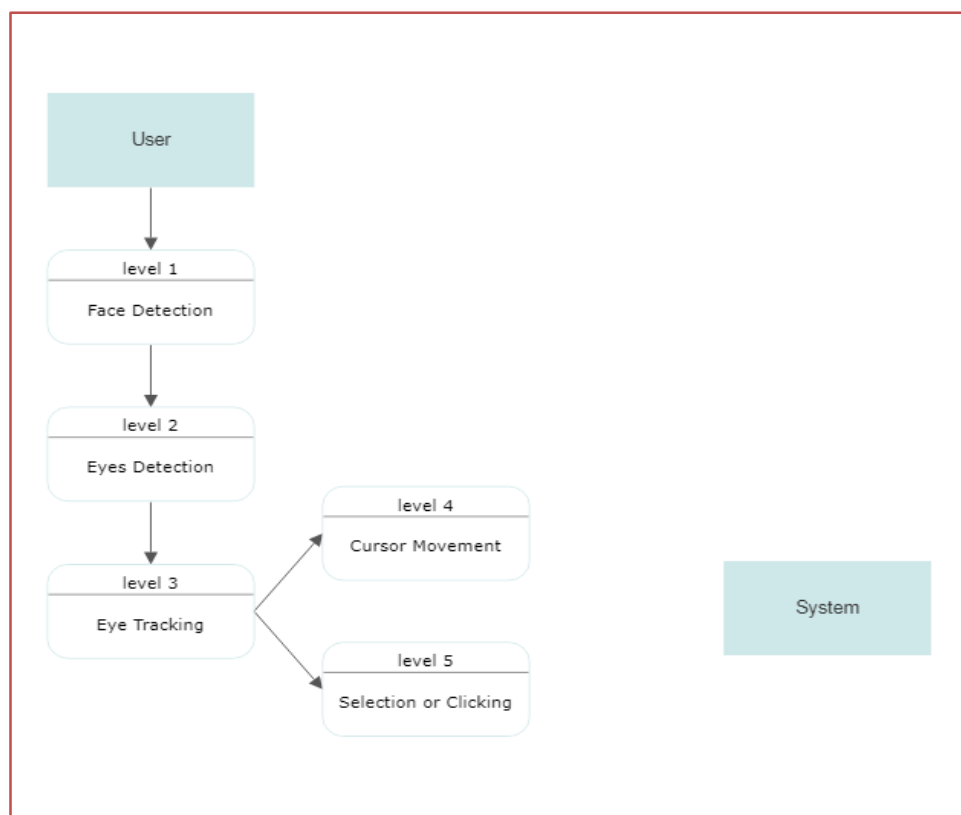 User
level 1
Face Detection
level 2
Eyes Detection
level 3
Eye Tracking
level 4
Cursor Movement
level 5
Selection or Clicking
System